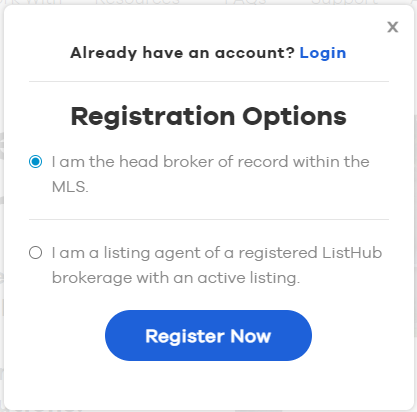 X
Already have an account? Login
Registration Options
I am the head broker of record within the
MLS.
I am a listing agent of a registered ListHub
brokerage with an active listing.
Register Now